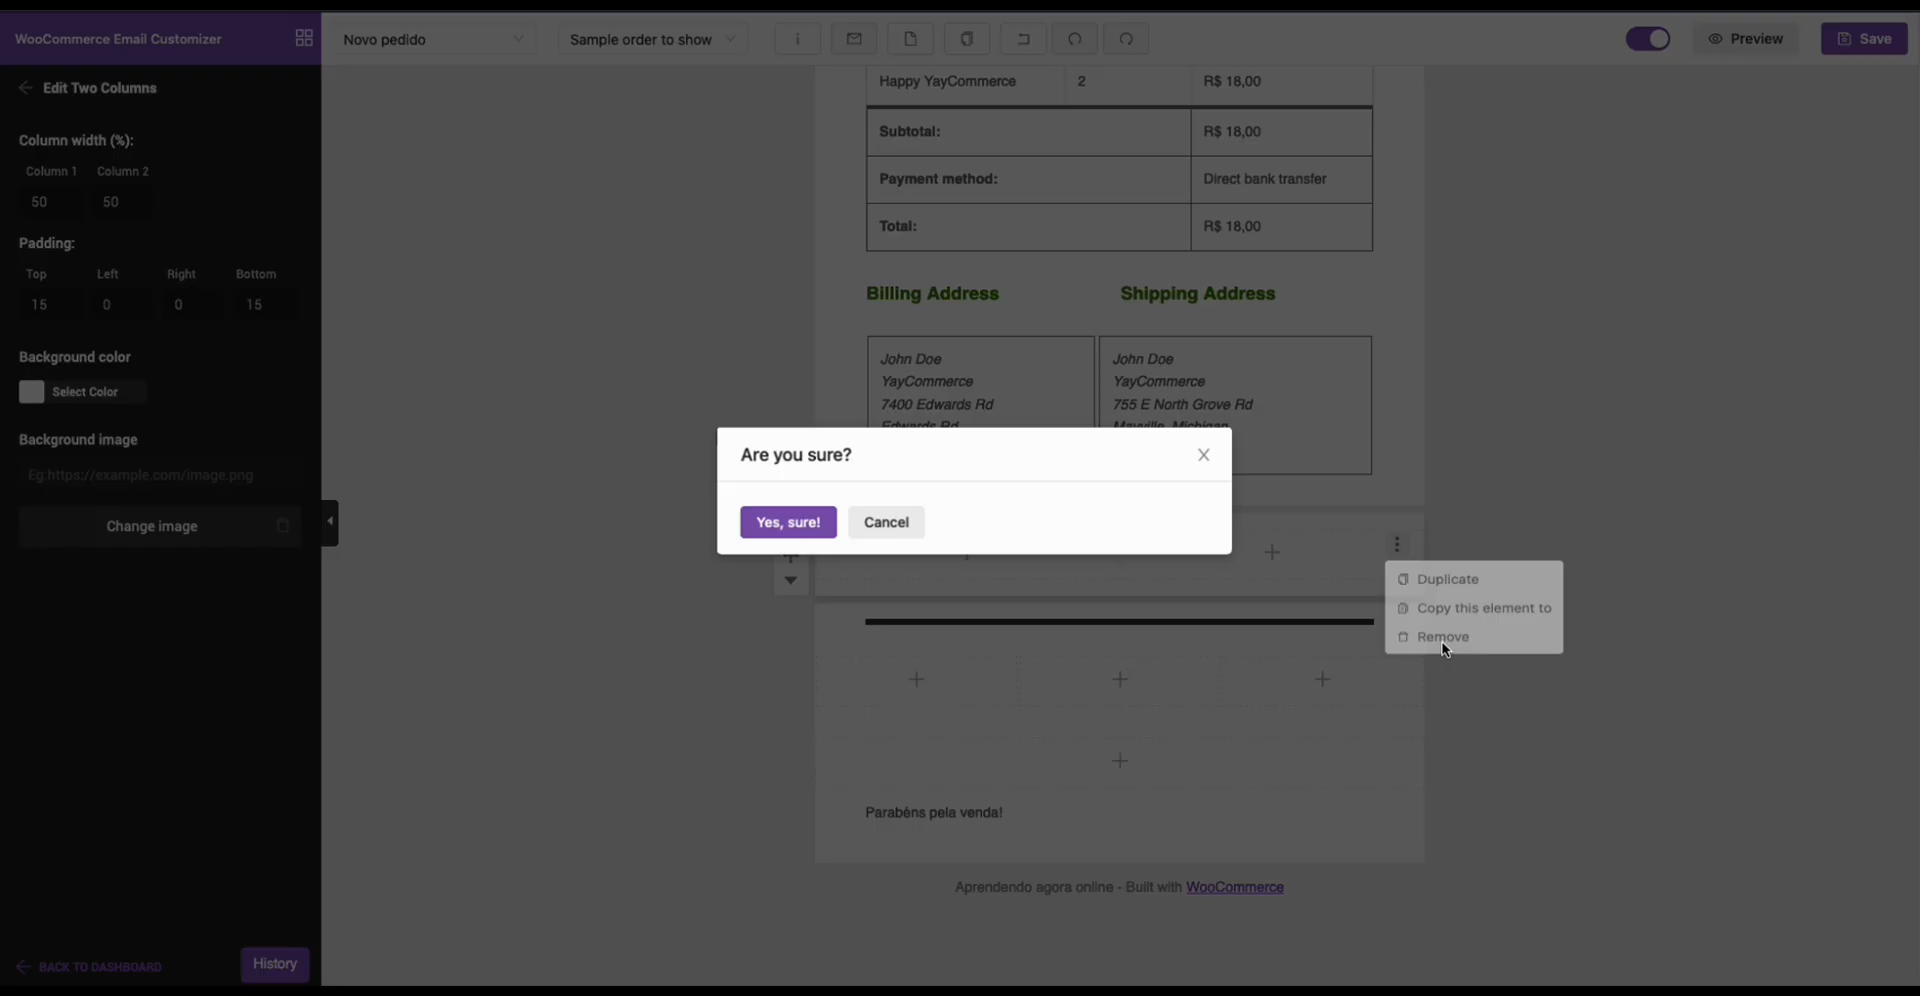 WooCommerce Email Customizer
Novo pedido
Sample order to show
Preview
Save
Edit Two Columns
Column width (%):
Column 1 Column 2
50 50
Padding:
Top Left Right Bottom
15 0 0 15
Background color
Select Color
Background image
Eg:https://example.com/image.png
Change image
BACK TO DASHBOARD
History
Happy YayCommerce 2 R$ 18,00
Subtotal: R$ 18,00
Payment method: Direct bank transfer
Total: R$ 18,00
Billing Address Shipping Address
John Doe
YayCommerce
7400 Edwards Rd
Edwards Rd
John Doe
YayCommerce
755 E North Grove Rd
Mayville, Michigan
Are you sure?
Yes, sure! Cancel
Duplicate
Copy this element to
Remove
Parabéns pela venda!
Aprendendo agora online - Built with WooCommerce